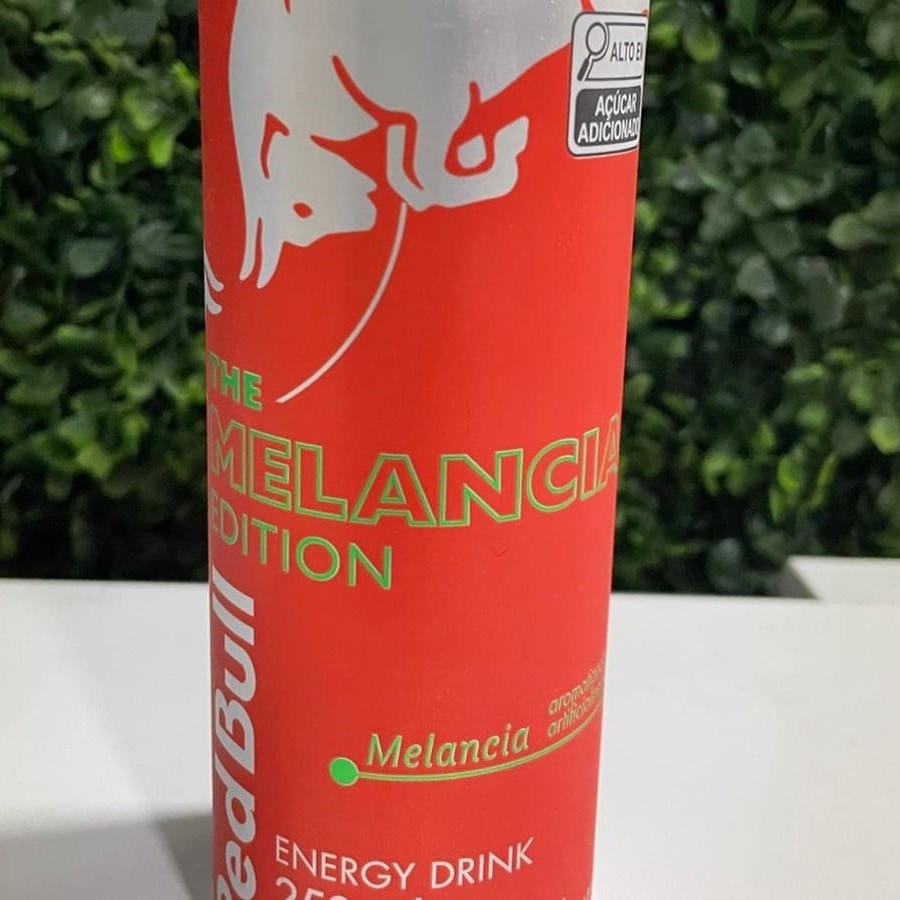 ALTO EM
AÇÚCAR
ADICIONADO
THE
MELANCIA
EDITION
Red Bull
Melancia
ENERGY DRINK